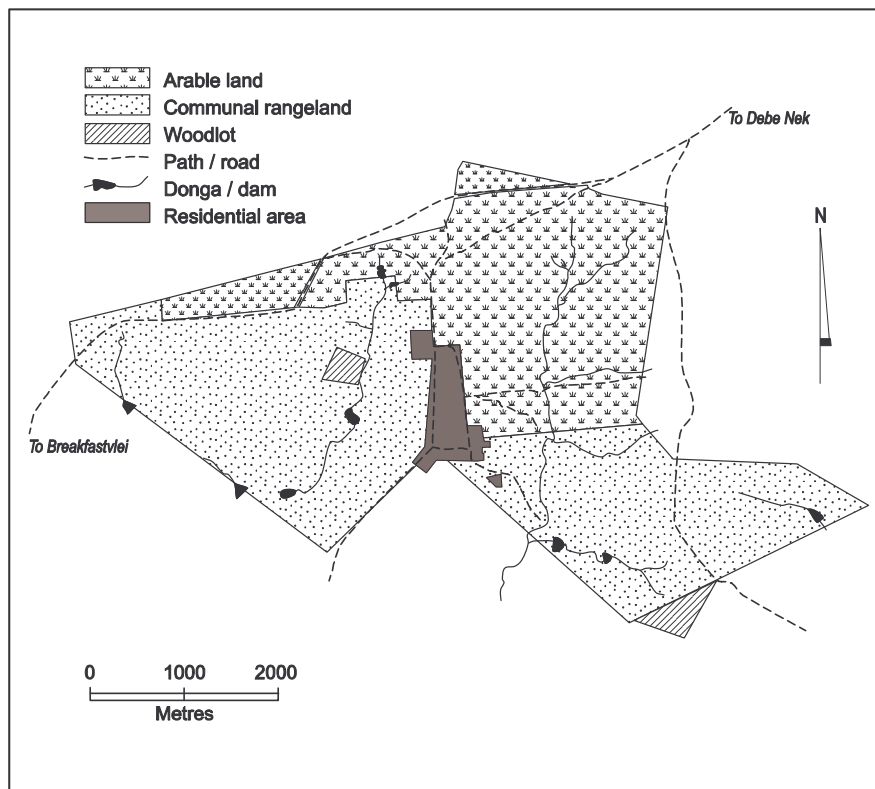 Arable land
Communal rangeland
Woodlot
Path / road
Donga / dam
Residential area
To Debe Nek
N
To Breakfastvlei
0 1000 2000
Metres